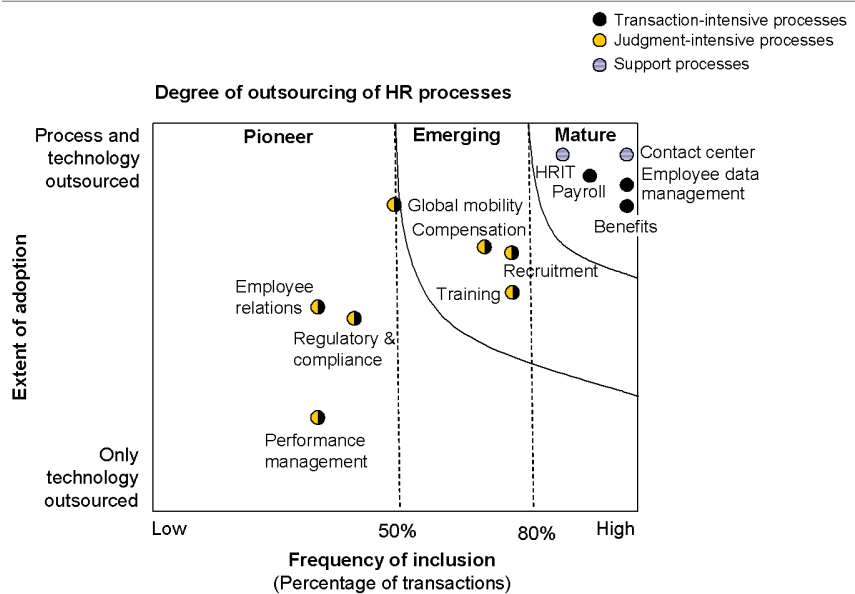 Transaction-intensive processes
Judgment-intensive processes
Support processes
Degree of outsourcing of HR processes
Process and
technology
outsourced
Pioneer
Emerging
Mature
Contact center
HRIT
Employee data
management
Payroll
Benefits
Global mobility
Compensation
Recruitment
Training
Employee
relations
Regulatory &
compliance
Performance
management
Extent of adoption
Only
technology
outsourced
Low
50%
80%
High
Frequency of inclusion
(Percentage of transactions)